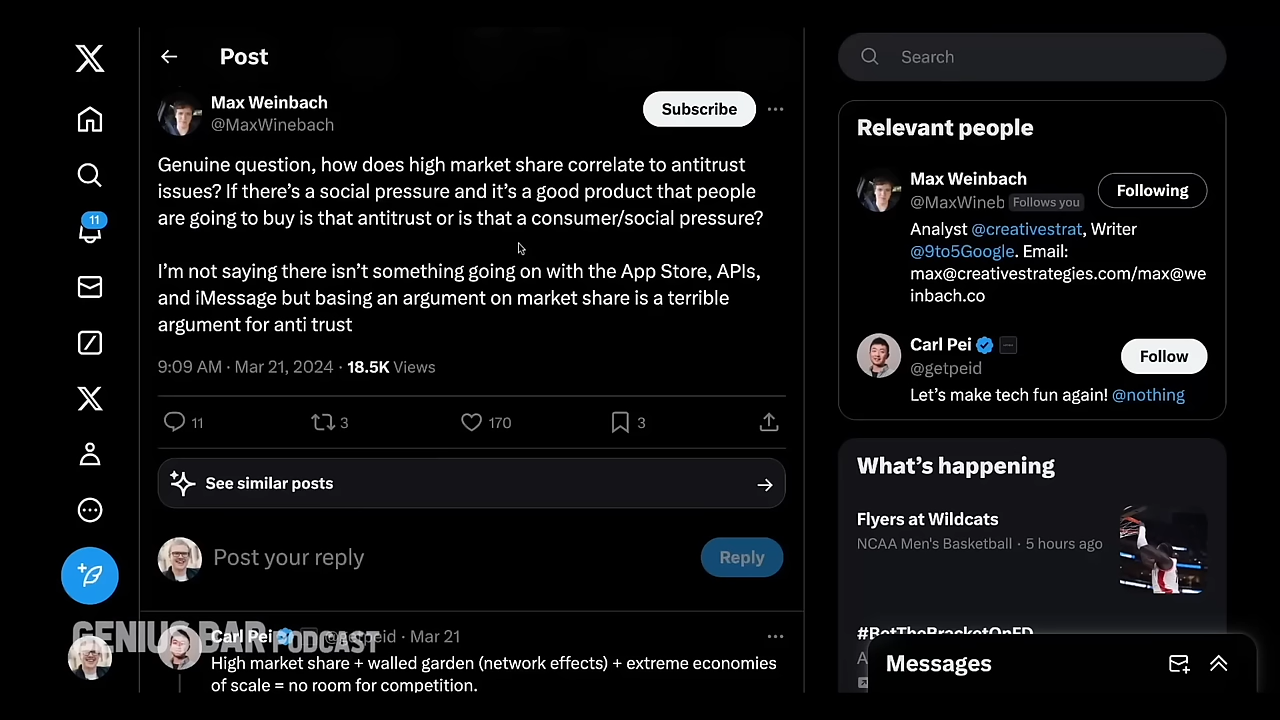 Post
Max Weinbach
@MaxWinebach
Subscribe
Genuine question, how does high market share correlate to antitrust
issues? If there's a social pressure and it's a good product that people
are going to buy is that antitrust or is that a consumer/social pressure?
I'm not saying there isn't something going on with the App Store, APIs,
and iMessage but basing an argument on market share is a terrible
argument for anti trust
9:09 AM · Mar 21, 2024 · 18.5K Views
11 3 170 3
See similar posts
Post your reply
Reply
Carl Pei @getpeid · Mar 21
High market share + walled garden (network effects) + extreme economies
of scale = no room for competition.
11
GENIUS BAR PODCAST
Search
Relevant people
Max Weinbach
@MaxWineb Follows you
Following
Analyst @creativestrat, Writer
@9to5Google. Email:
max@creativestrategies.com/max@we
inbach.co
Carl Pei
@getpeid
Follow
Let's make tech fun again! @nothing
What's happening
Flyers at Wildcats
NCAA Men's Basketball · 5 hours ago
Messages